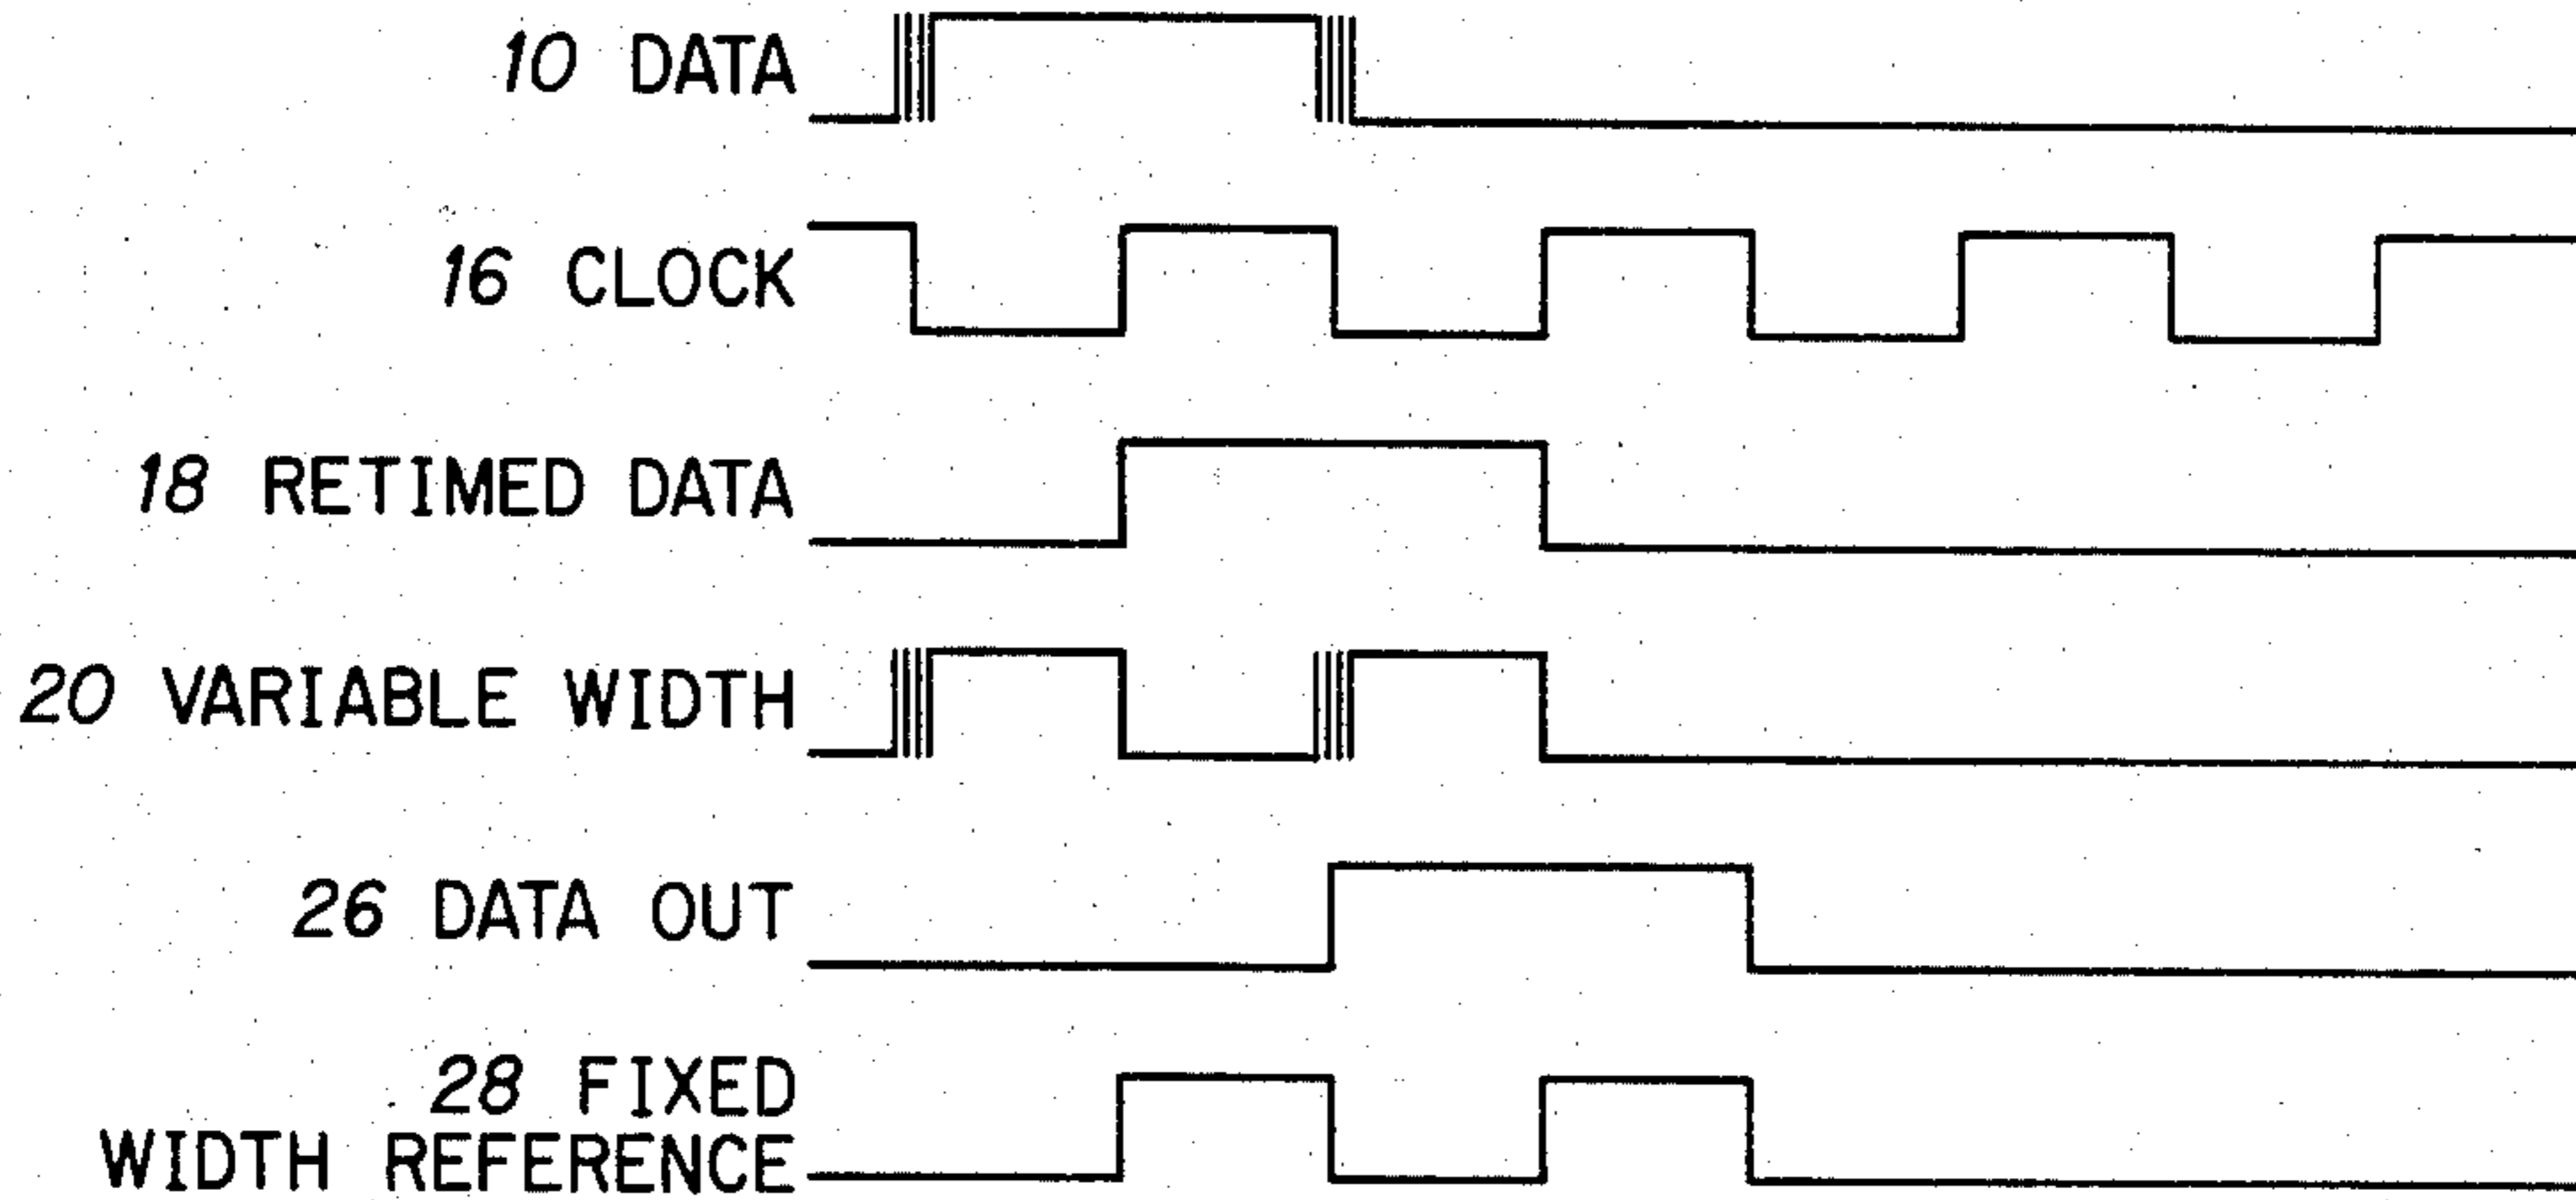 10 DATA
16 CLOCK
18 RETIMED DATA
20 VARIABLE WIDTH
26 DATA OUT
28 FIXED
WIDTH REFERENCE